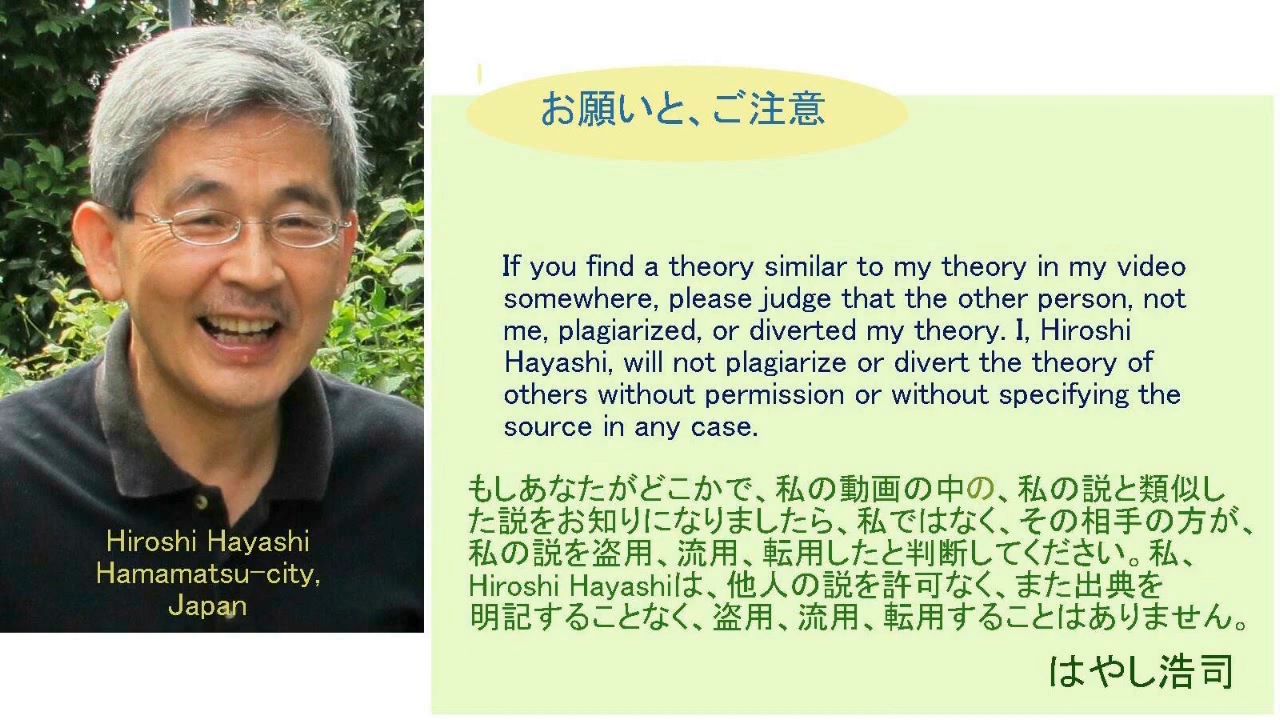 お願いと、ご注意
If you find a theory similar to my theory in my video
somewhere, please judge that the other person, not
me, plagiarized, or diverted my theory. I, Hiroshi
Hayashi, will not plagiarize or divert the theory of
others without permission or without specifying the
source in any case.
もしあなたがどこかで、私の動画の中の、私の説と類似し
た説をお知りになりましたら、私ではなく、その相手の方が、
私の説を盗用、流用、転用したと判断してください。私、
Hiroshi Hayashiは、他人の説を許可なく、また出典を
明記することなく、盗用、流用、転用することはありません。
はやし浩司
Hiroshi Hayashi
Hamamatsu-city,
Japan